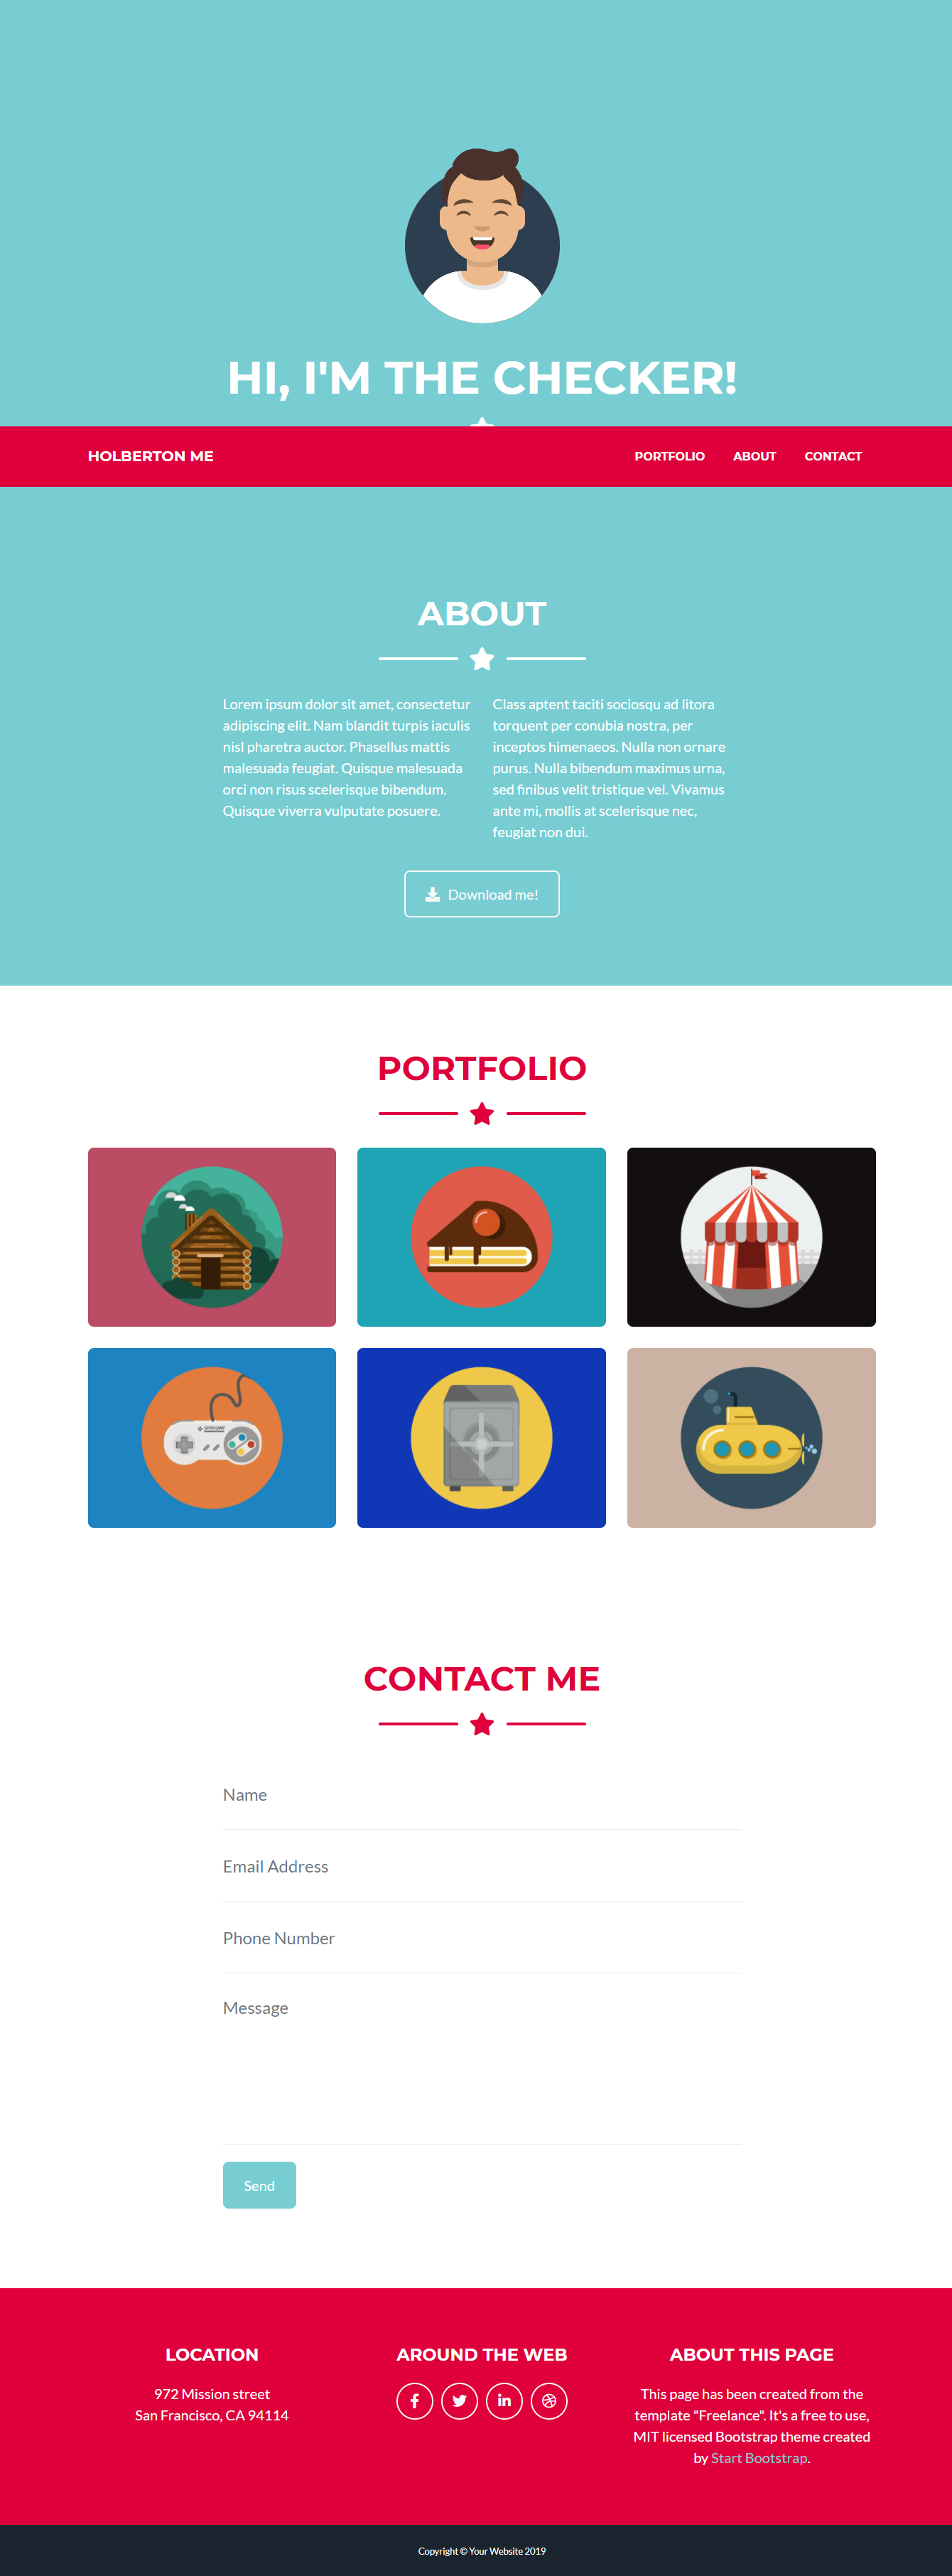 HI, I'M THE CHECKER!
HOLBERTON ME
PORTFOLIO
ABOUT
CONTACT
ABOUT
Lorem ipsum dolor sit amet, consectetur
adipiscing elit. Nam blandit turpis iaculis
nisl pharetra auctor. Phasellus mattis
malesuada feugiat. Quisque malesuada
orci non risus scelerisque bibendum.
Quisque viverra vulputate posuere.
Class aptent taciti sociosqu ad litora
torquent per conubia nostra, per
inceptos himenaeos. Nulla non ornare
purus. Nulla bibendum maximus urna,
sed finibus velit tristique vel. Vivamus
ante mi, mollis at scelerisque nec,
feugiat non dui.
Download me!
PORTFOLIO
SUPER GAME
CONTACT ME
Name
Email Address
Phone Number
Message
Send
LOCATION
972 Mission street
San Francisco, CA 94114
AROUND THE WEB
ABOUT THIS PAGE
This page has been created from the
template "Freelance". It's a free to use,
MIT licensed Bootstrap theme created
by Start Bootstrap.
Copyright © Your Website 2019